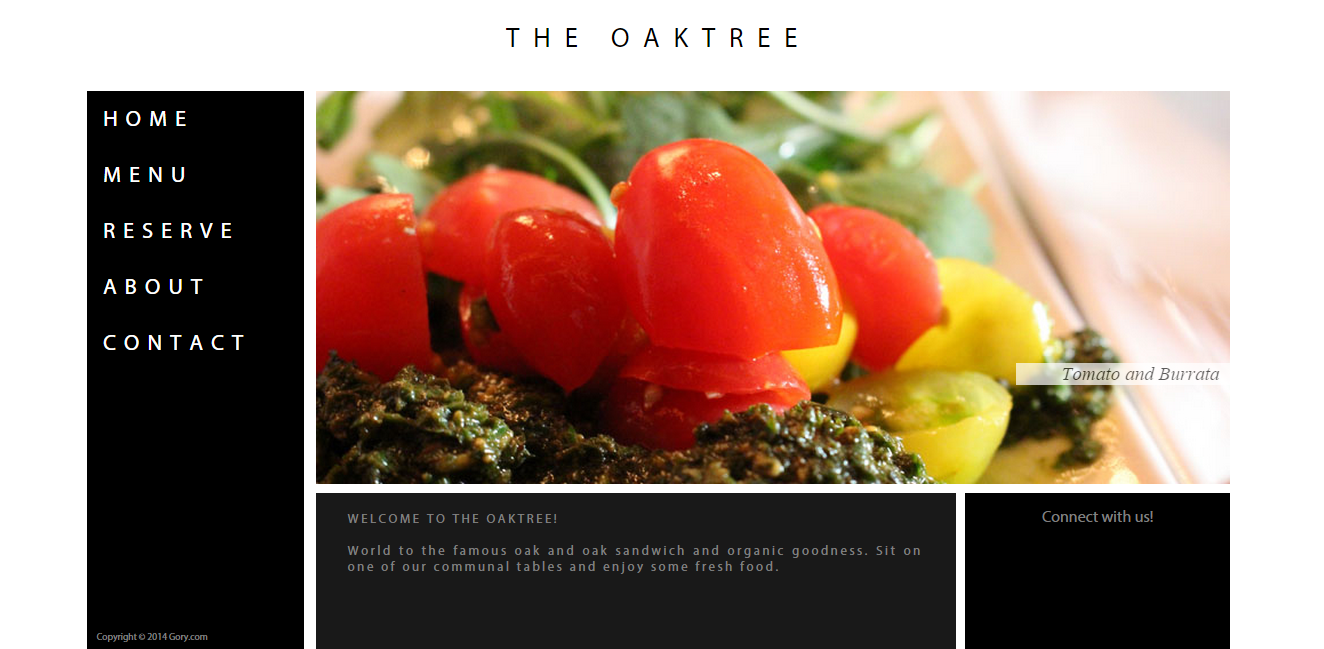 THE OAKTREE
HOME
MENU
RESERVE
ABOUT
CONTACT
Tomato and Burrata
WELCOME TO THE OAKTREE!
World to the famous oak and oak sandwich and organic goodness. Sit on
one of our communal tables and enjoy some fresh food.
Connect with us!
Copyright © 2014 Gory.com